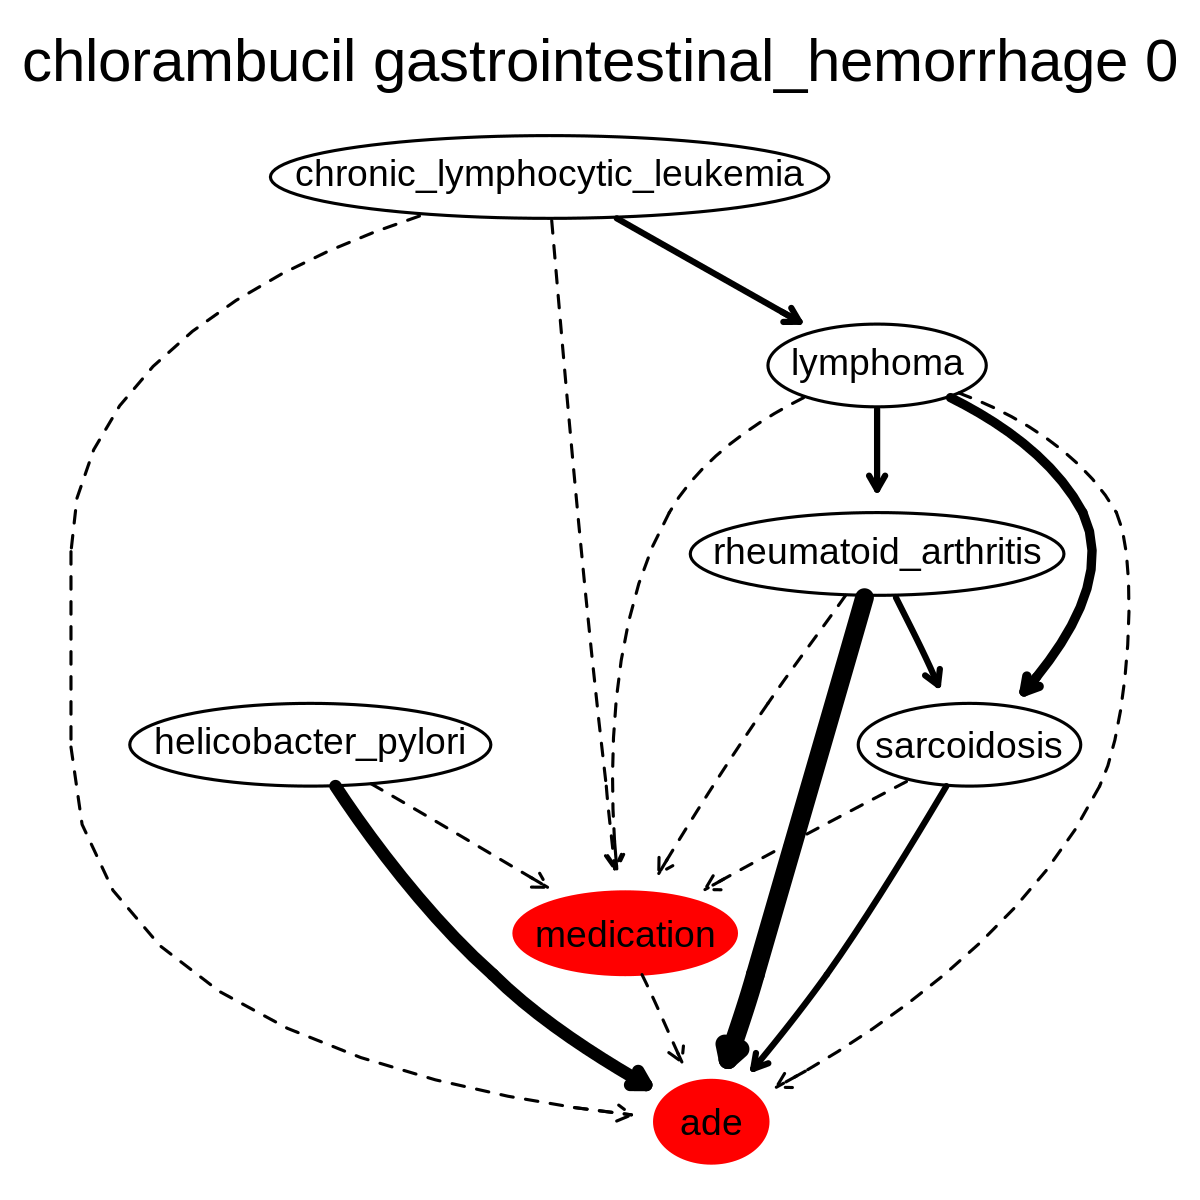 chlorambucil gastrointestinal_hemorrhage 0
chronic_lymphocytic_leukemia
lymphoma
rheumatoid_arthritis
helicobacter_pylori
sarcoidosis
medication
ade